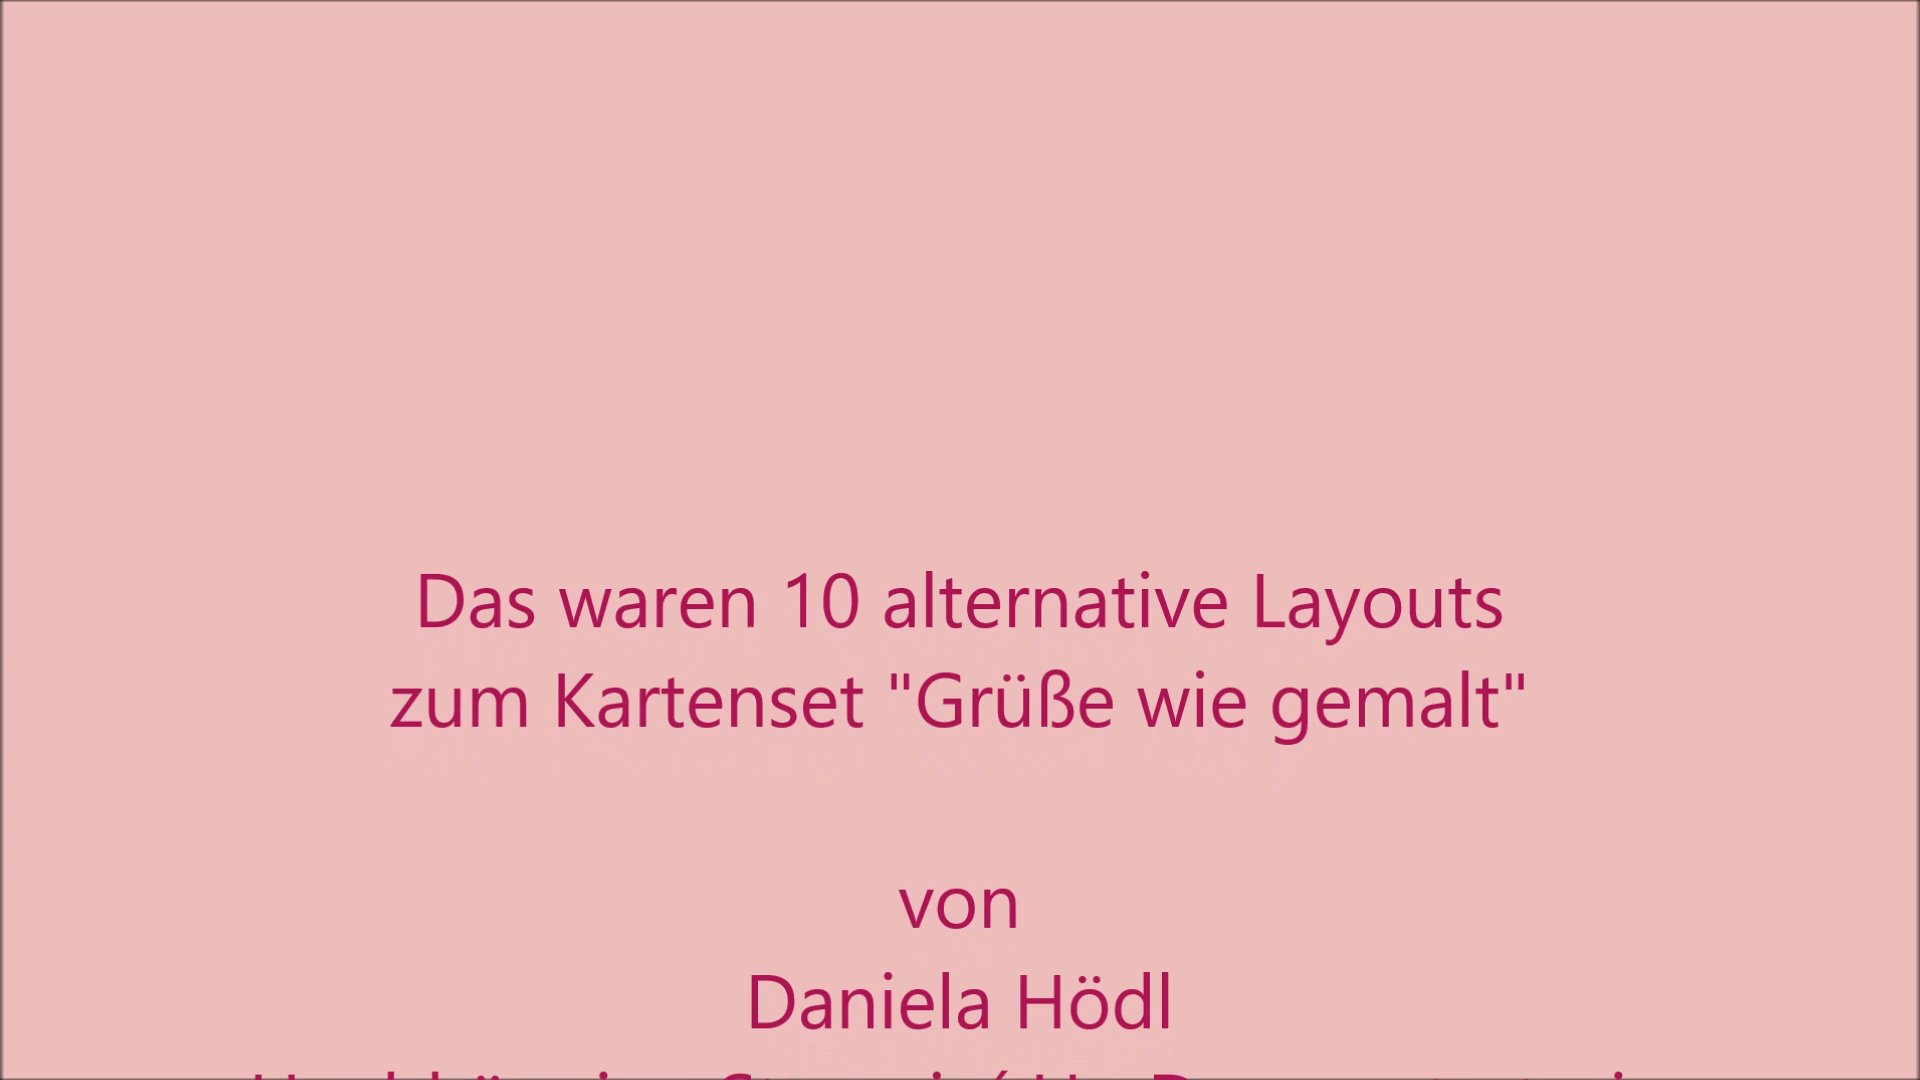 Das waren 10 alternative Layouts
zum Kartenset "Grüße wie gemalt"
von
Daniela Hödl